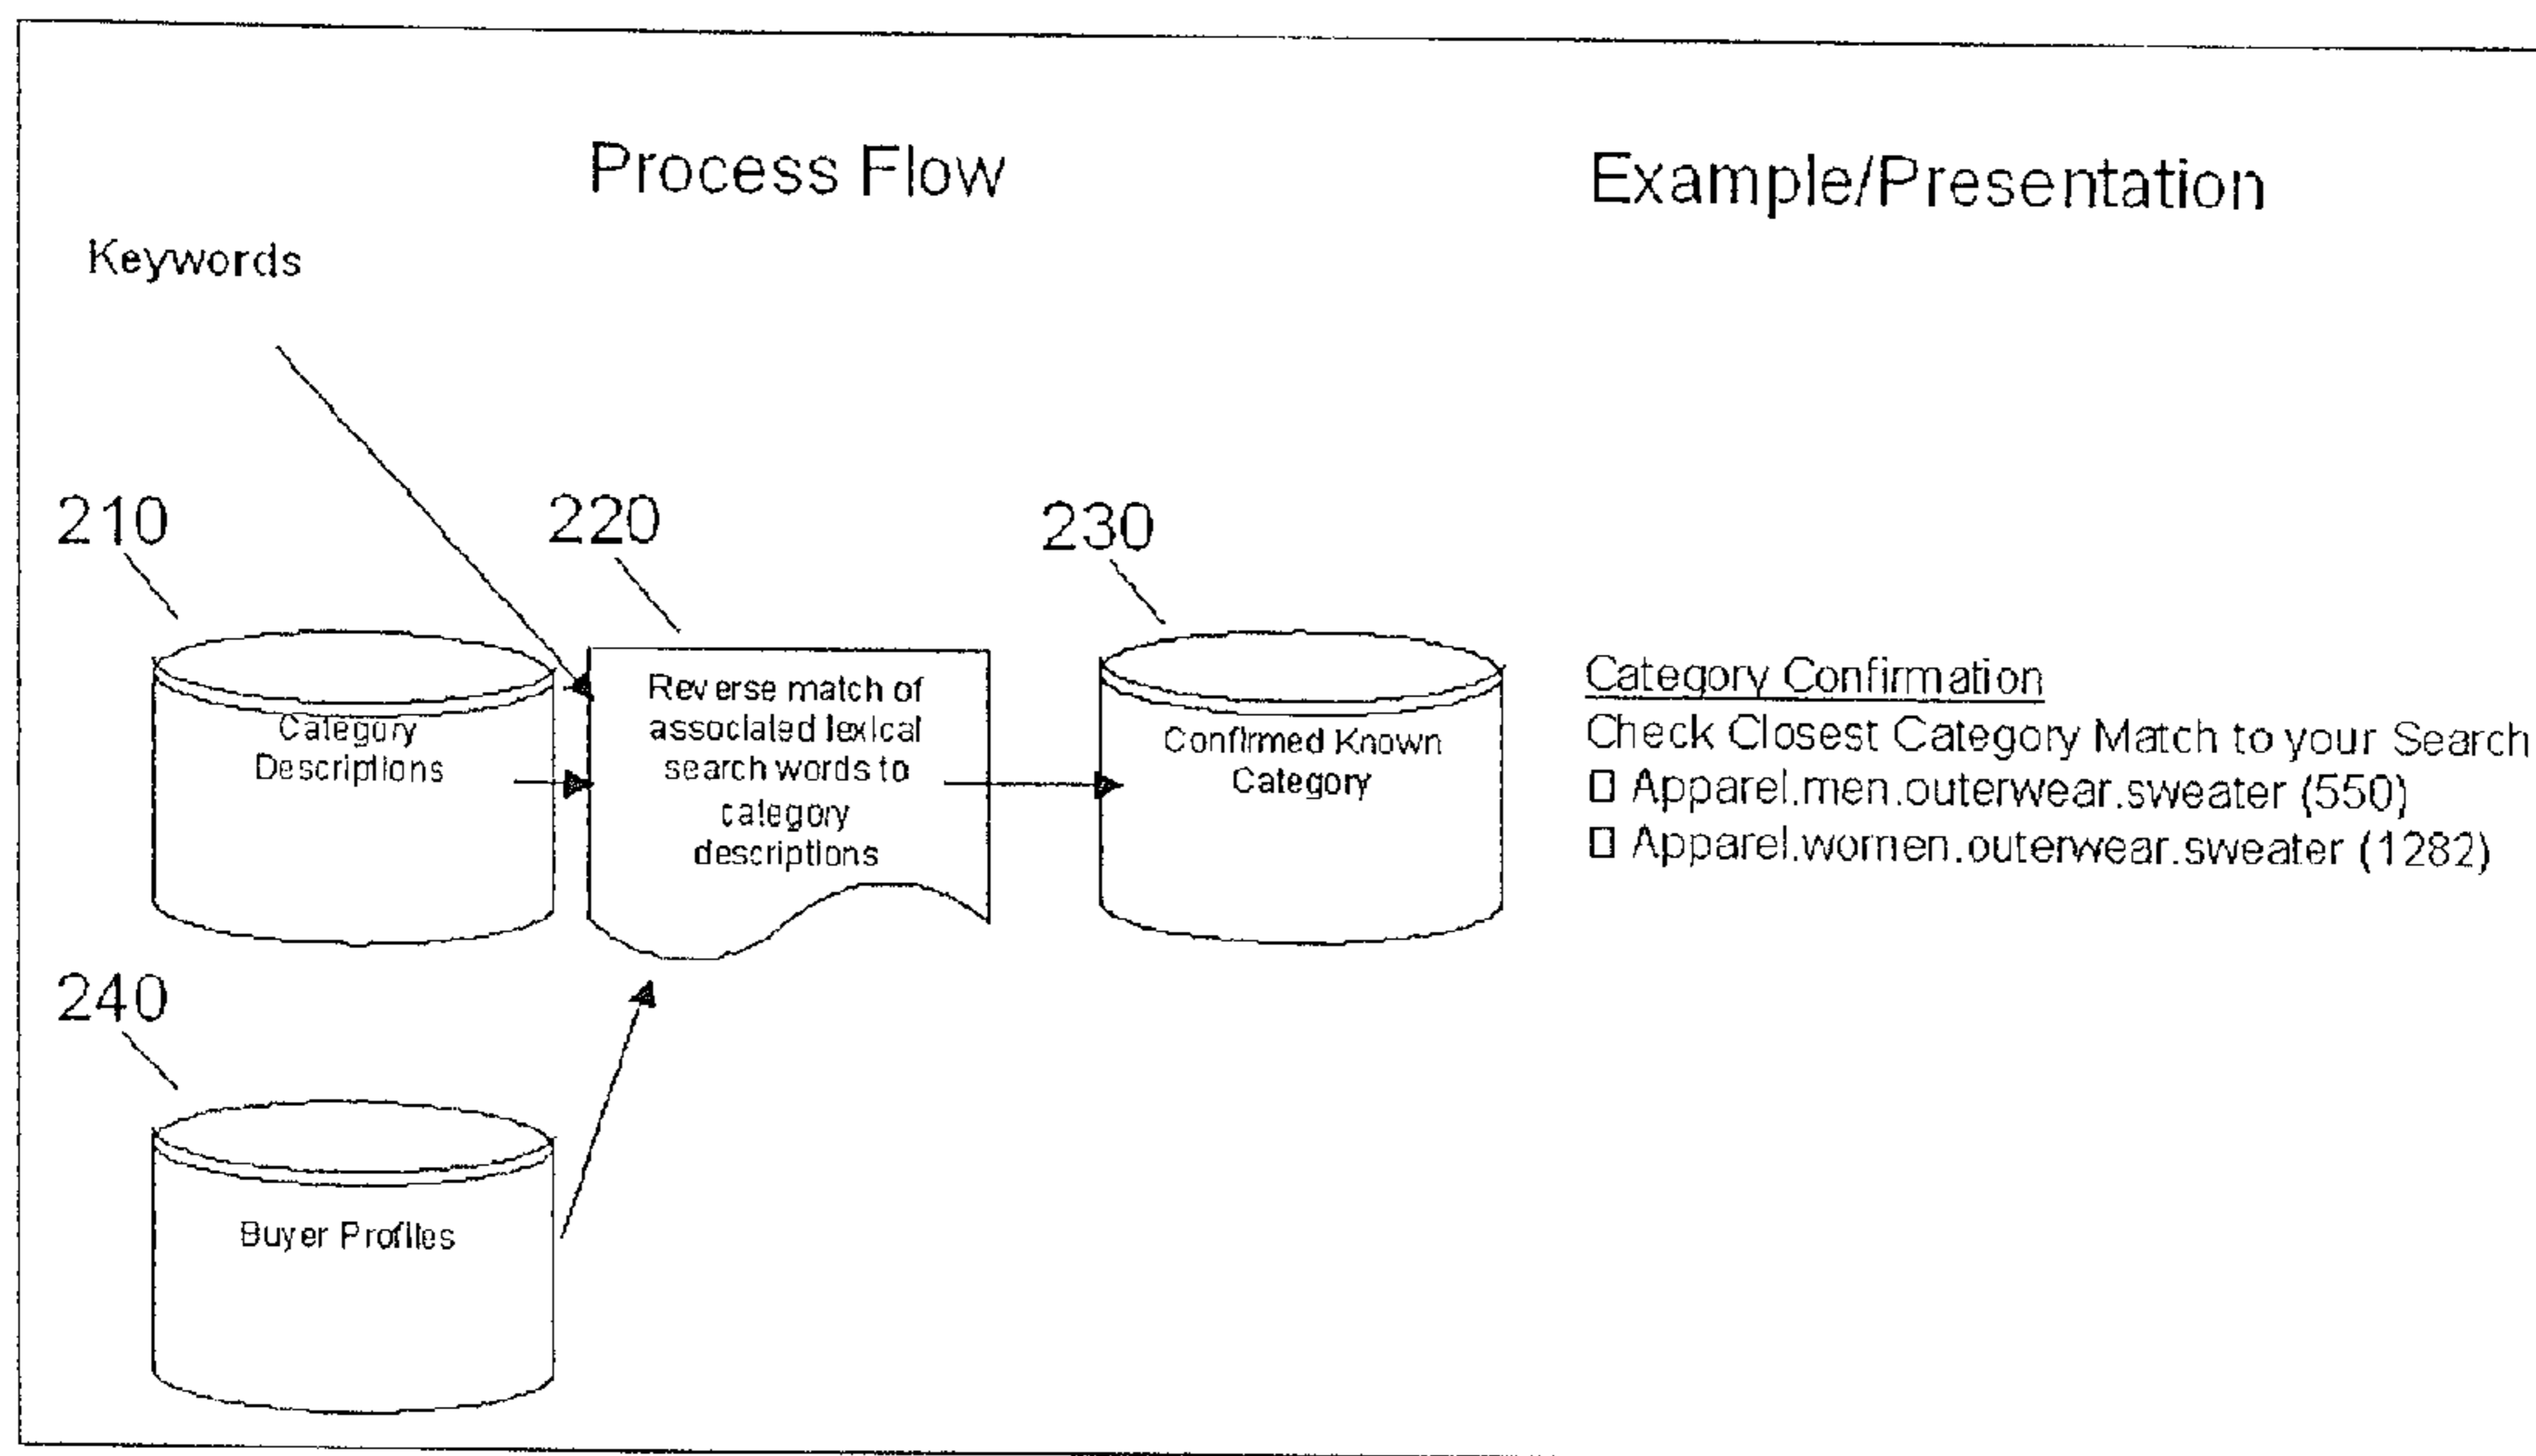 Process Flow
Example/Presentation
Keywords
210
220
230
Category
Descriptions
Reverse match of
associated lexical
search words to
category
descriptions
Confirmed Known
Category
Category Confirmation
Check Closest Category Match to your Search
▯ Apparel.men.outerwear.sweater (550)
▯ Apparel.women.outerwear.sweater (1282)
240
Buyer Profiles